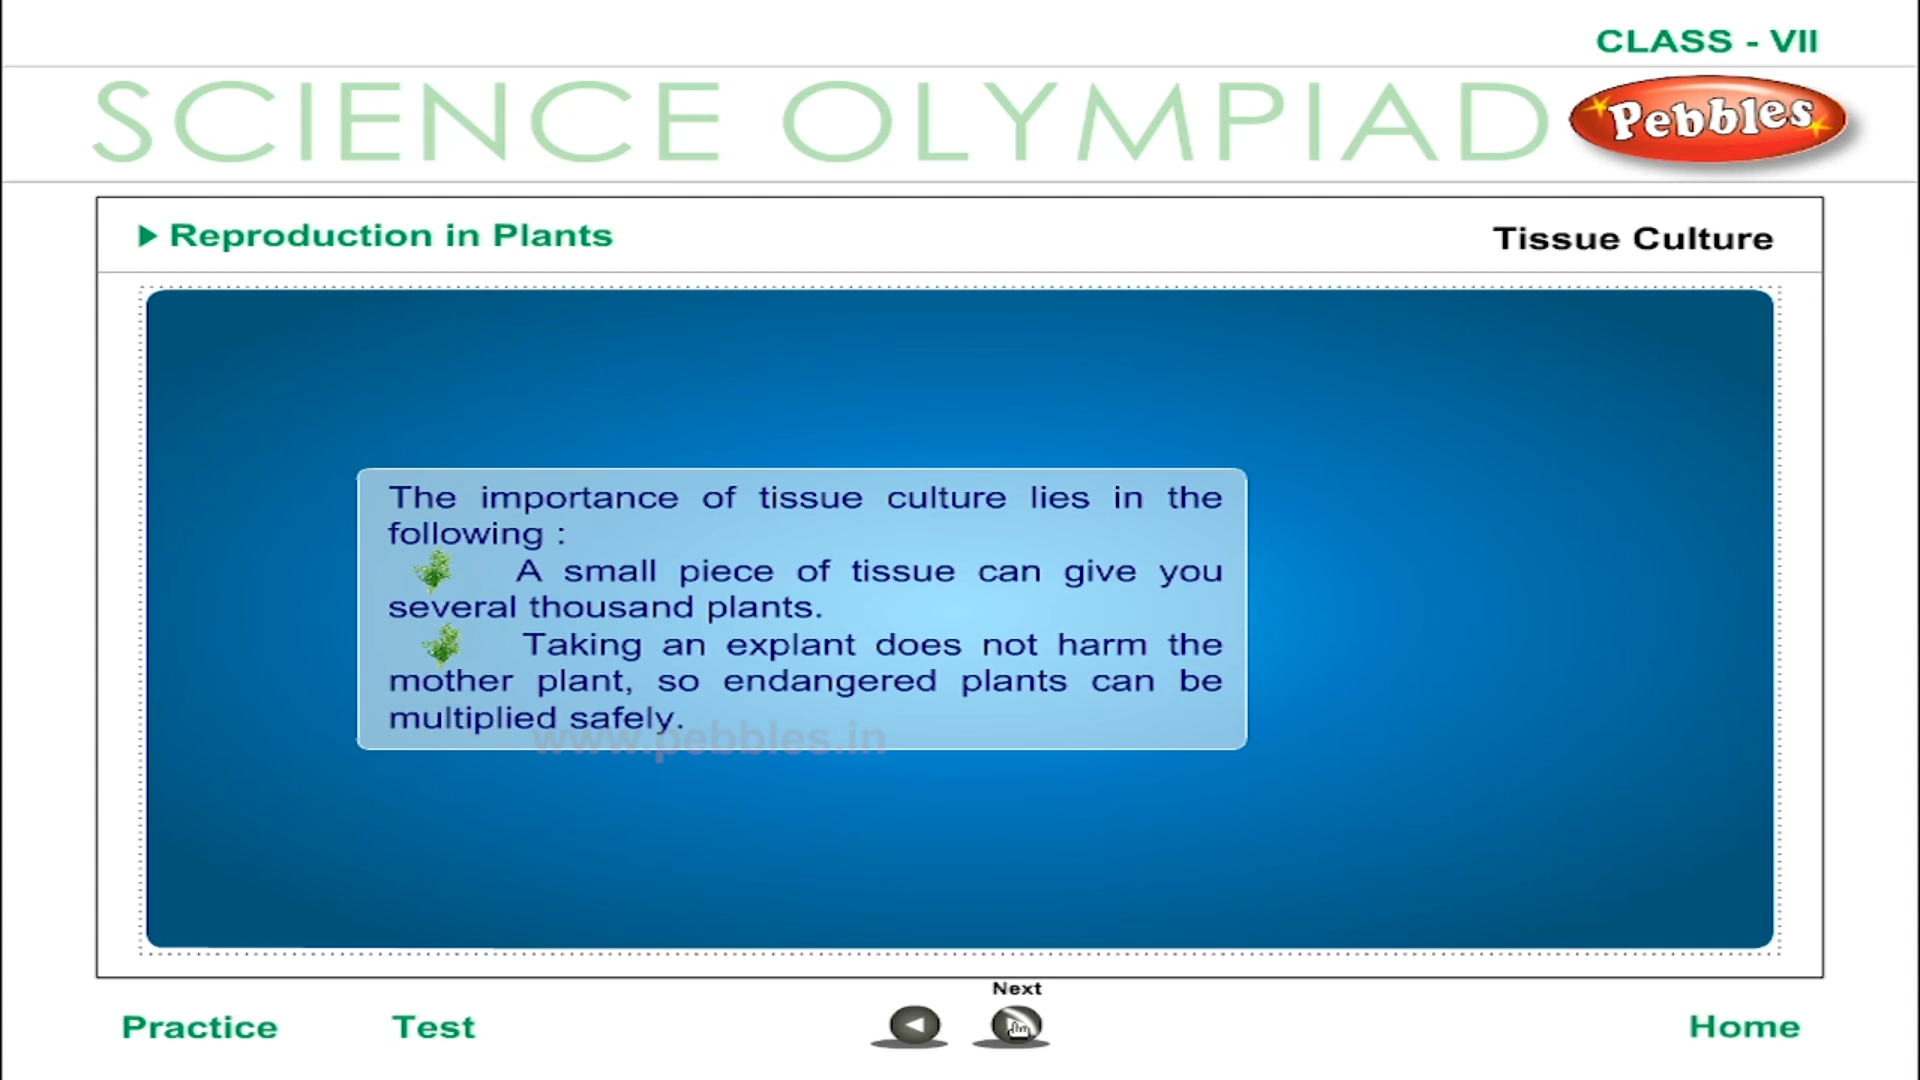 CLASS - VII
SCIENCE OLYMPIAD
Pebbles
Reproduction in Plants
Tissue Culture
The importance of tissue culture lies in the
following :
A small piece of tissue can give you
several thousand plants.
Taking an explant does not harm the
mother plant, so endangered plants can be
multiplied safely.
www.pebbles.in
Next
Practice
Test
Home